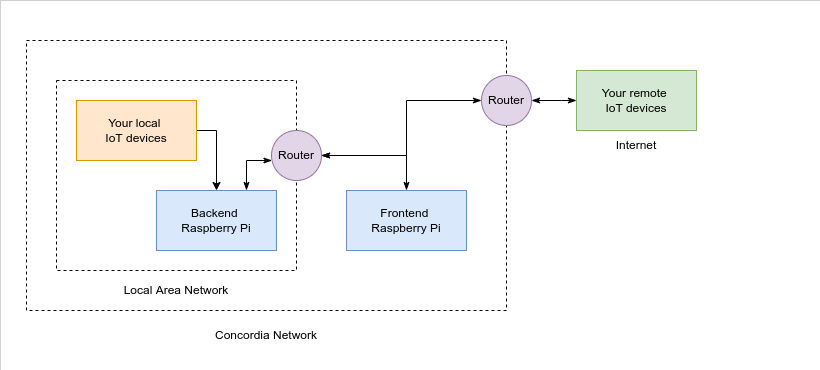 Your local
IoT devices
Router
Backend
Raspberry Pi
Frontend
Raspberry Pi
Router
Your remote
IoT devices
Internet
Local Area Network
Concordia Network